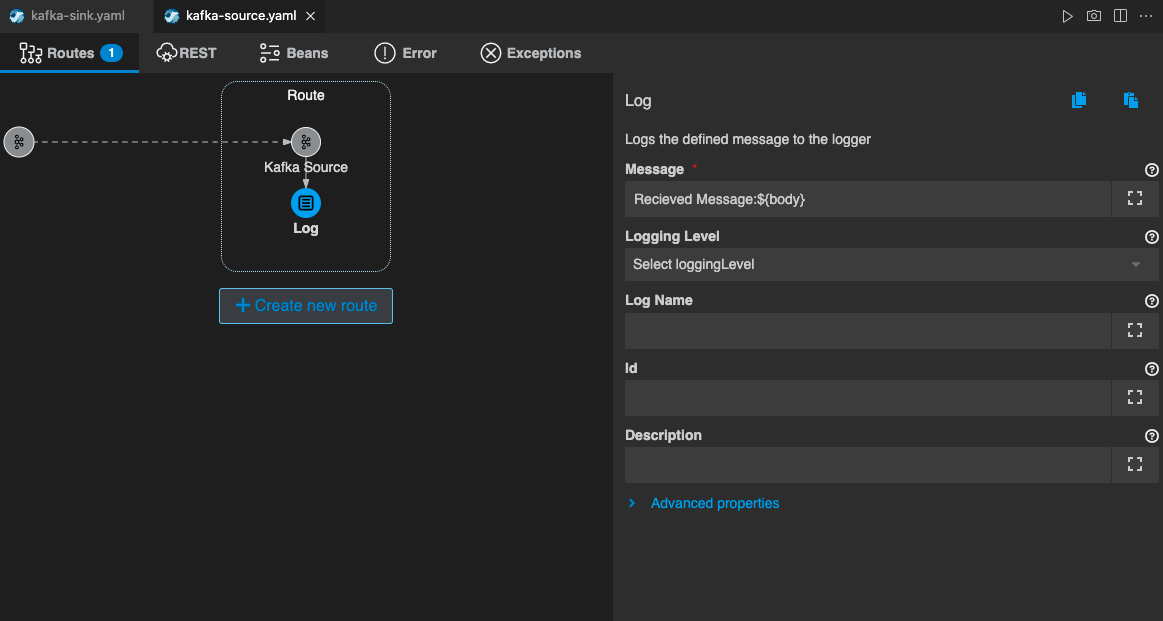 kafka-sink.yaml
kafka-source.yaml
Routes 1 REST Beans Error Exceptions
Route
Kafka Source
Log
Create new route
Log
Logs the defined message to the logger
Message *
Recieved Message:${body}
Logging Level
Select loggingLevel
Log Name
Id
Description
Advanced properties